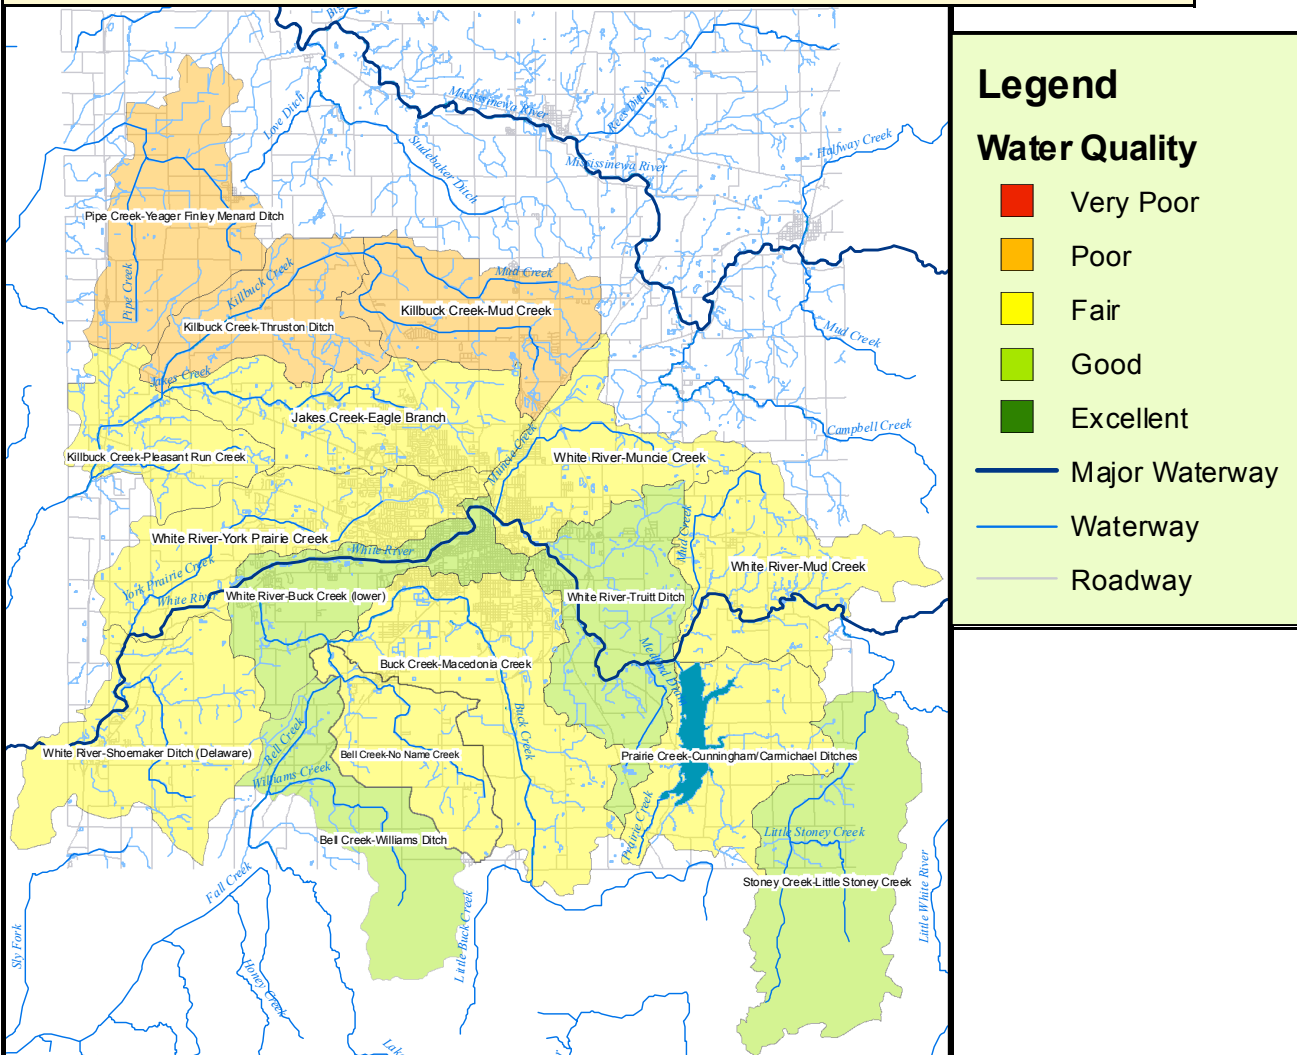 Legend
Water Quality
Very Poor
Poor
Fair
Good
Excellent
Major Waterway
Waterway
Roadway
Big
Love Ditch
Mississinewa River
Rees Ditch
Studebaker Ditch
Mississinewa River
Halfway Creek
Pipe Creek-Yeager Finley Menard Ditch
Pipe Creek
Killbuck Creek
Mud Creek
Killbuck Creek-Mud Creek
Killbuck Creek-Thruston Ditch
Mud Creek
Jakes Creek
Jakes Creek-Eagle Branch
Campbell Creek
Muncie Creek
Killbuck Creek-Pleasant Run Creek
White River-Muncie Creek
Mud Creek
White River-York Prairie Creek
White River
White River-Mud Creek
York Prairie Creek
White River
White River-Buck Creek (lower)
White River-Truitt Ditch
Medford Drain
Buck Creek-Macedonia Creek
Buck Creek
Bell Creek
White River-Shoemaker Ditch (Delaware)
Bell Creek-No Name Creek
Prairie Creek-Cunningham/Carmichael Ditches
Williams Creek
Prairie Creek
Little Stoney Creek
Bell Creek-Williams Ditch
Stoney Creek-Little Stoney Creek
Fall Creek
Little Buck Creek
Little White River
Sly Fork
Honey Creek